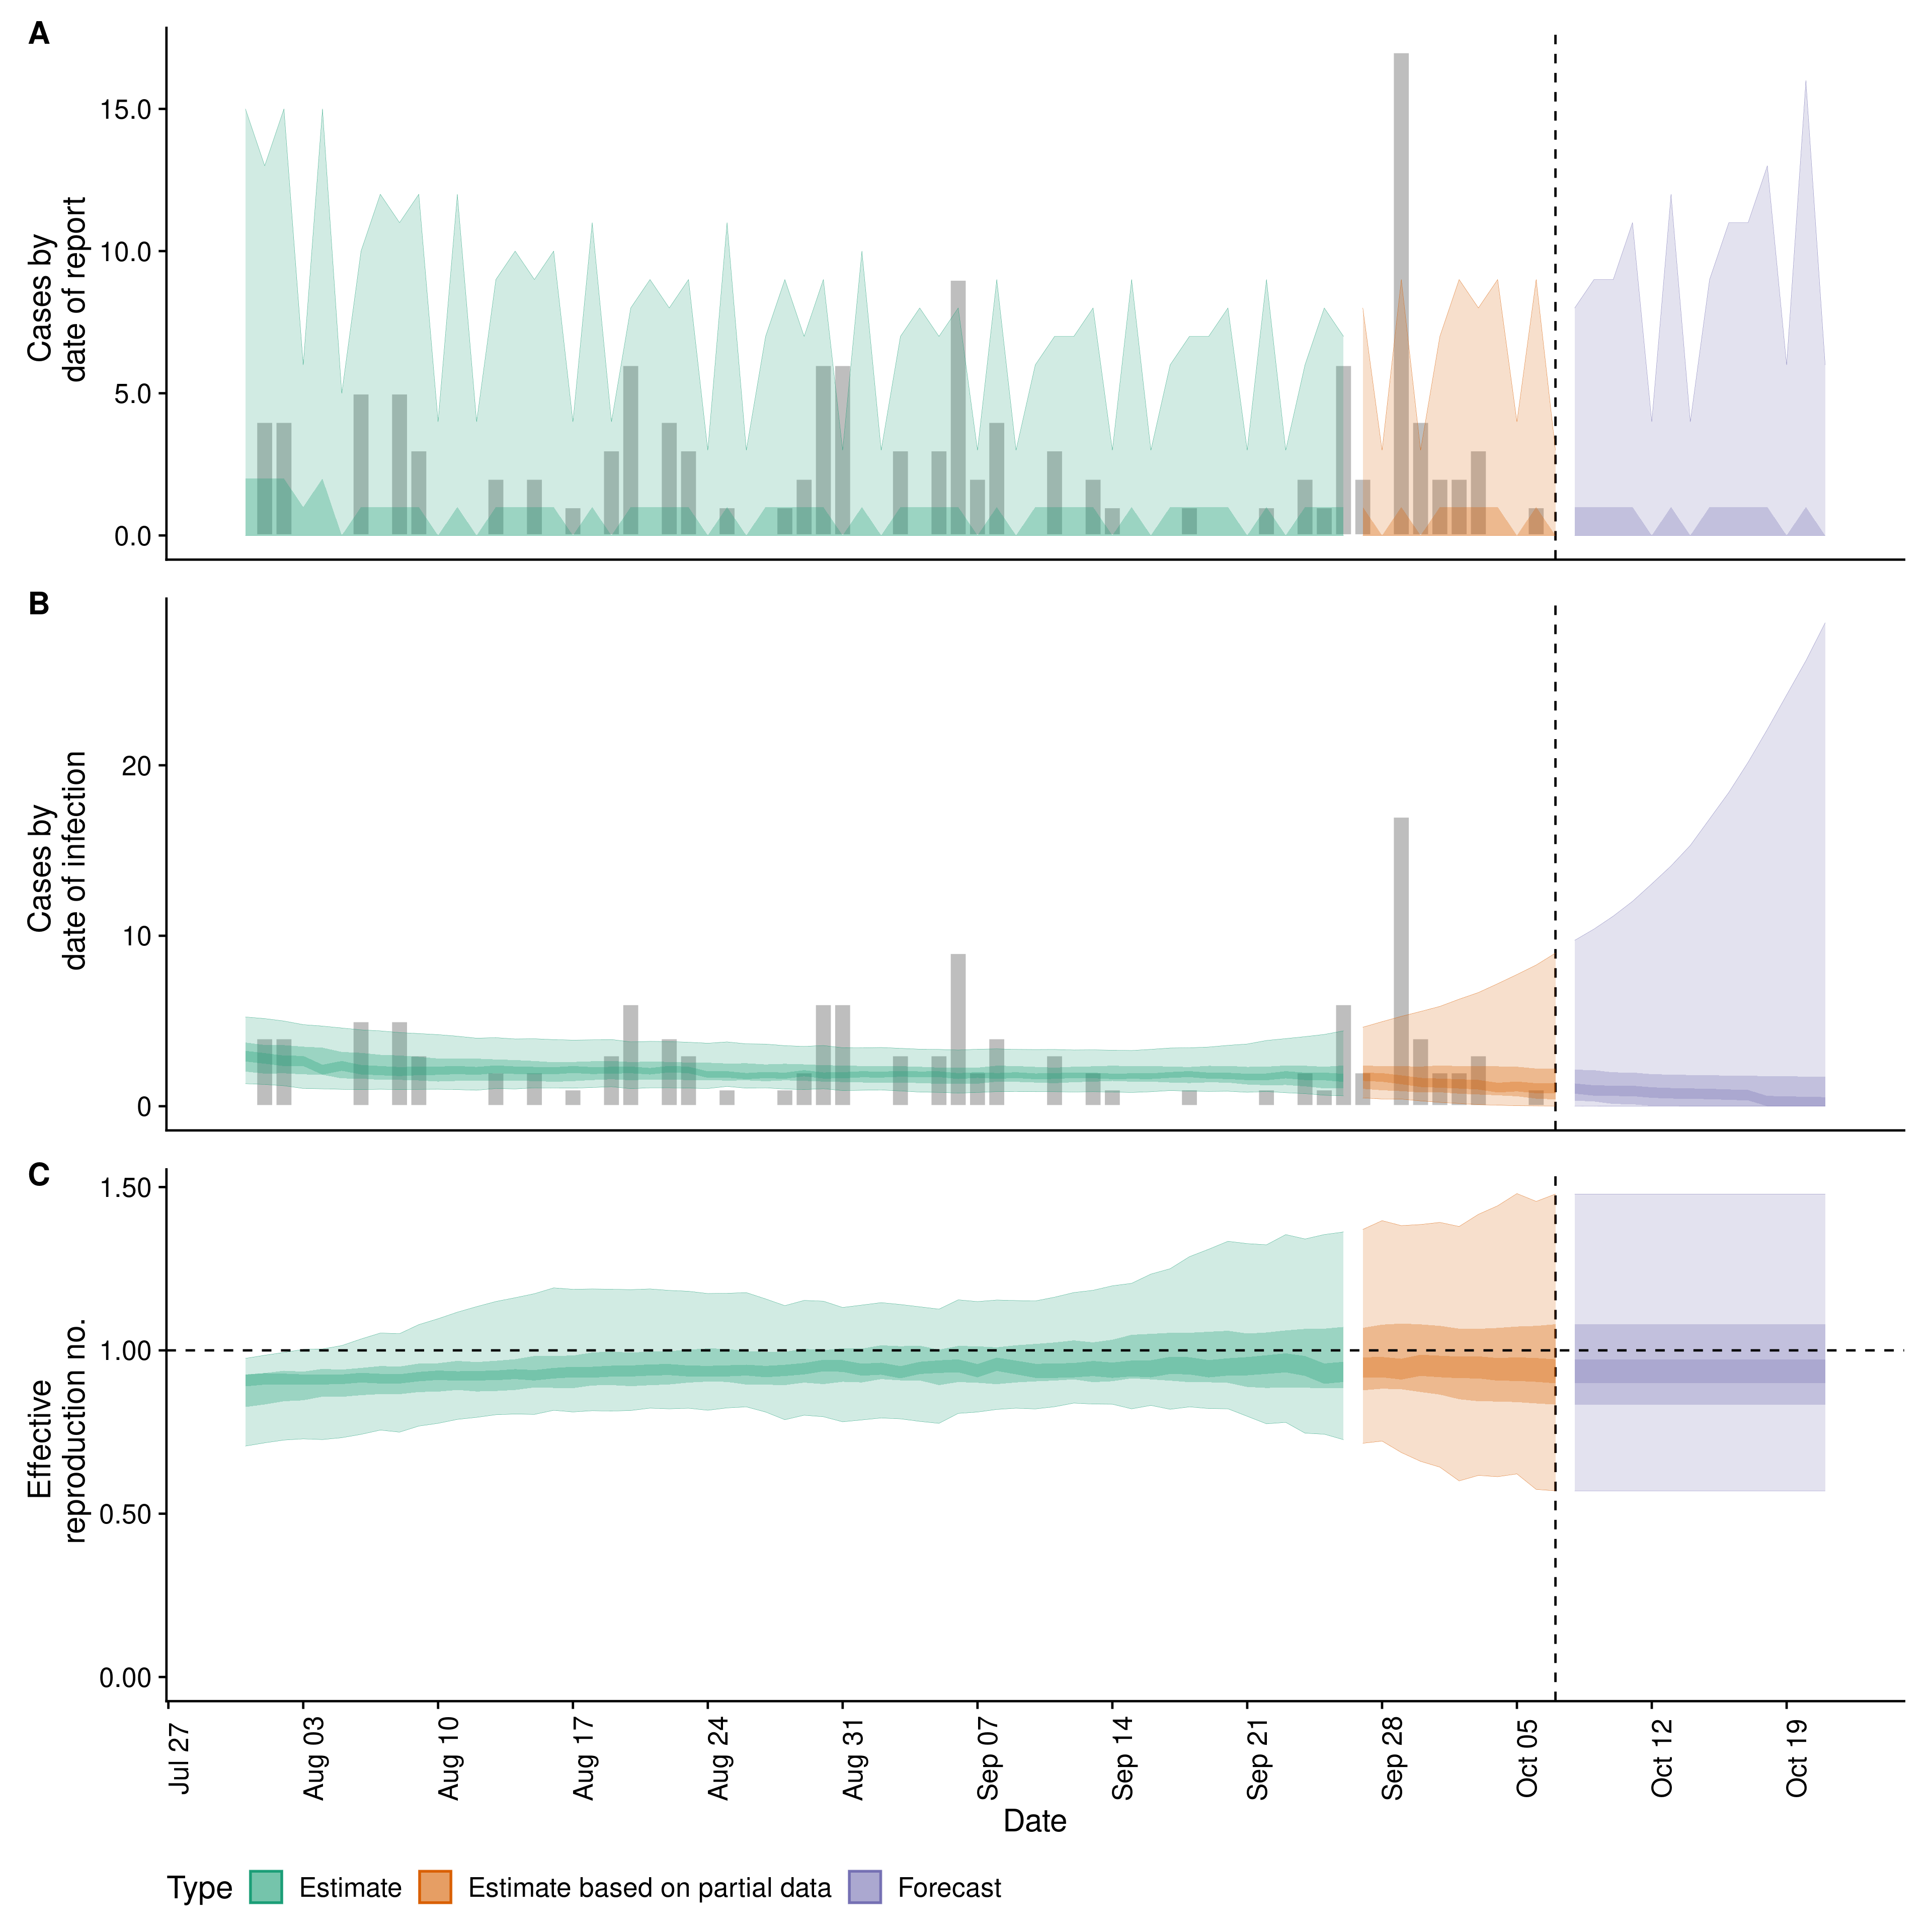 A
Cases by
date of report
15.0
10.0
5.0
0.0
B
Cases by
date of infection
20
10
0
C
Effective
reproduction no.
1.50
1.00
0.50
0.00
Jul 27
Aug 03
Aug 10
Aug 17
Aug 24
Aug 31
Sep 07
Sep 14
Sep 21
Sep 28
Oct 05
Oct 12
Oct 19
Date
Type Estimate Estimate based on partial data Forecast